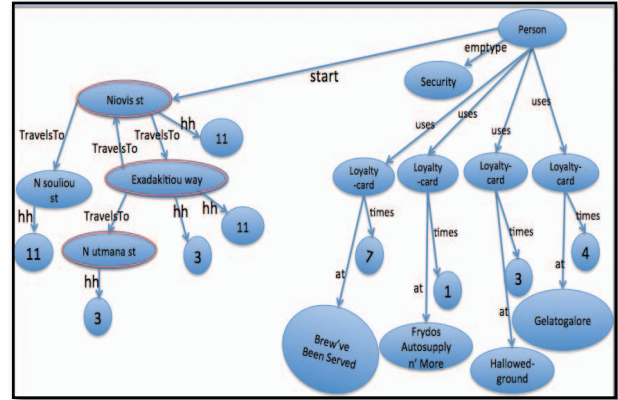 Person
emptype
Security
start
Niovis st
hh
11
TravelsTo
TravelsTo
TravelsTo
N souliou
st
hh
11
Exadakitiou way
hh
hh
11
3
TravelsTo
N utmana st
hh
3
uses
uses
uses
uses
Loyalty
-card
Loyalty
-card
Loyalty-
card
Loyalty-
card
times
times
times
times
7
1
3
4
at
at
at
at
Brew've
Been Served
Frydos
Autosupply
n' More
Hallowed-
ground
Gelatogalore